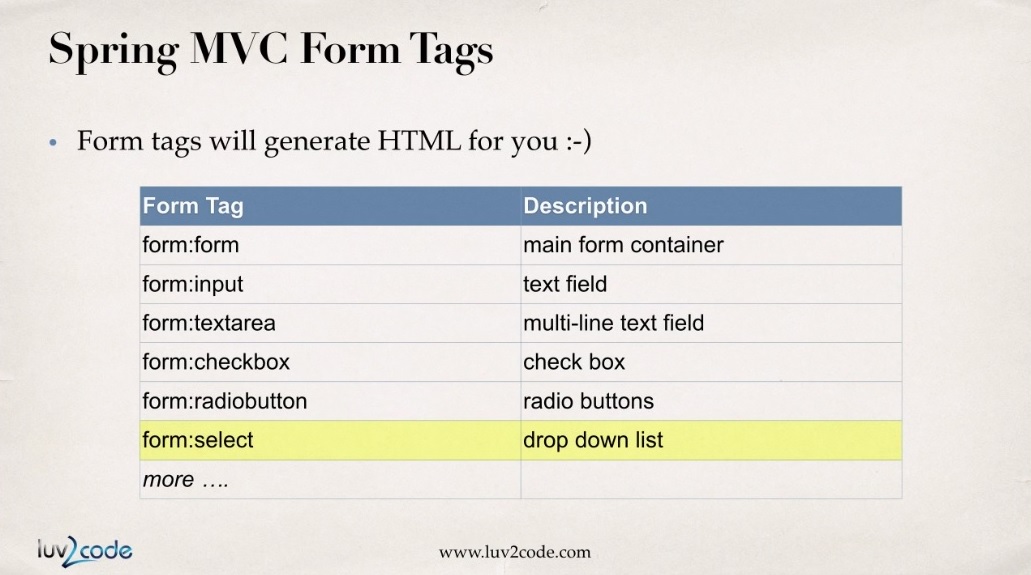 Spring MVC Form Tags
• Form tags will generate HTML for you :-)
Form Tag Description
form:form main form container
form:input text field
form:textarea multi-line text field
form:checkbox check box
form:radiobutton radio buttons
form:select drop down list
more ….
luv2code www.luv2code.com